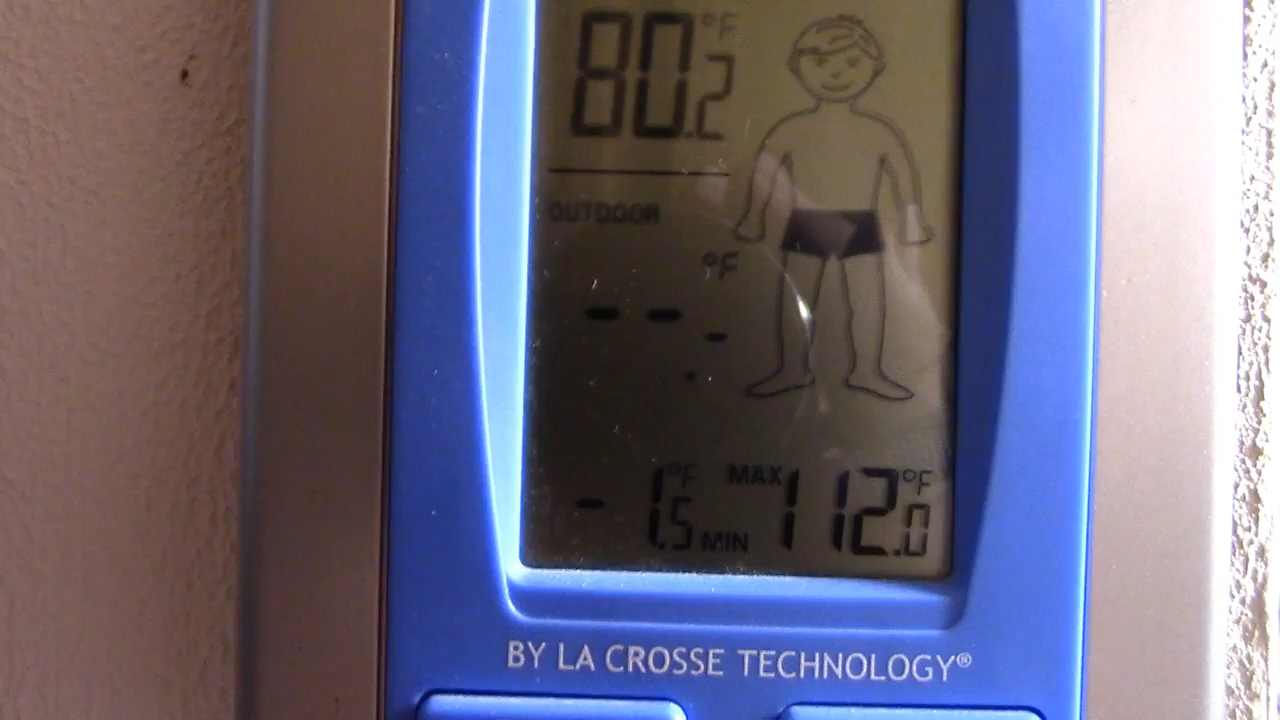 80.2 °F
OUTDOOR
°F
-- -.-
-1.5 °F MIN MAX 112.0 °F
BY LA CROSSE TECHNOLOGY®